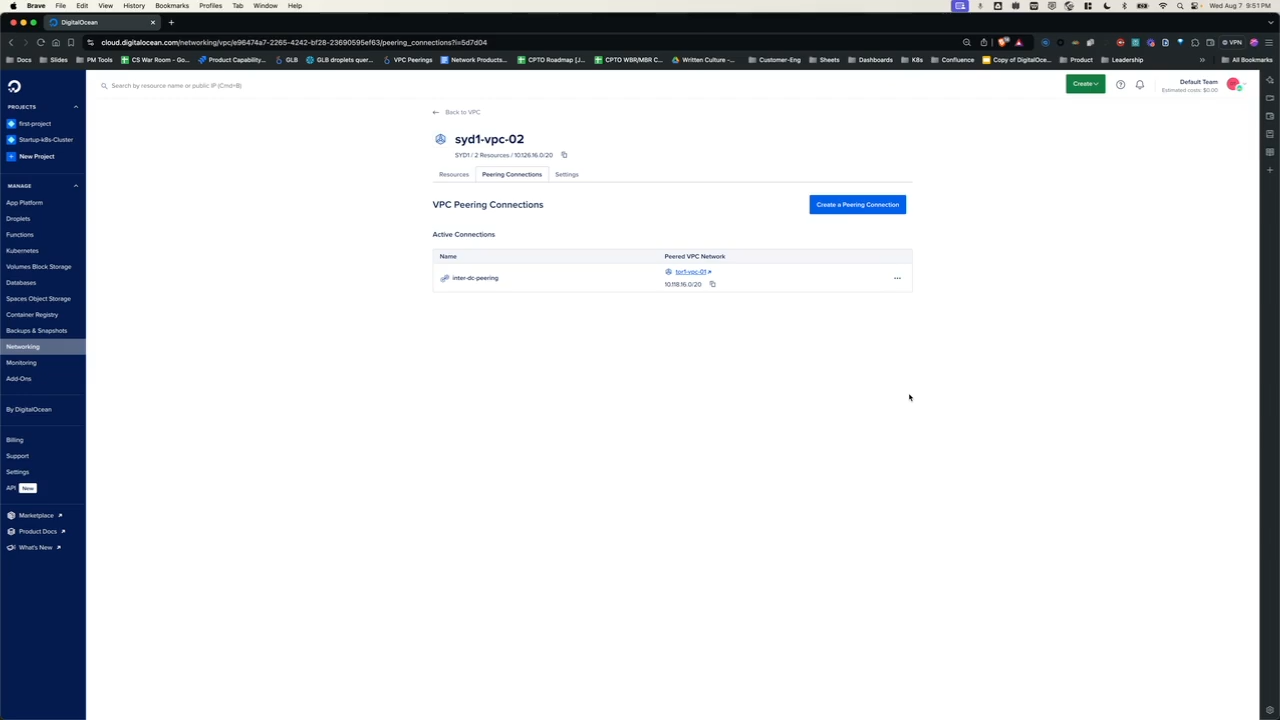 Brave File Edit View History Bookmarks Profiles Tab Window Help Wed Aug 7 9:51 PM
DigitalOcean
cloud.digitalocean.com/networking/vpc/e96474a7-2265-4242-bf28-23690595ef63/peering_connections?i=5d7d04 VPN
Docs Slides PM Tools CS War Room – Go... Product Capability... GLB GLB droplets quer... VPC Peerings Network Products... CPTO Roadmap [J... CPTO WBR/MBR C... Written Culture -... Customer-Eng Sheets Dashboards K8s Confluence Copy of DigitalOce... Product Leadership All Bookmarks
Search by resource name or public IP (Cmd+B)
Create
Default Team
Estimated costs: $0.00
PROJECTS
first-project
Startup-k8s-Cluster
New Project
MANAGE
App Platform
Droplets
Functions
Kubernetes
Volumes Block Storage
Databases
Spaces Object Storage
Container Registry
Backups & Snapshots
Networking
Monitoring
Add-Ons
By DigitalOcean
Billing
Support
Settings
API New
Marketplace
Product Docs
What's New
Back to VPC
syd1-vpc-02
SYD1 / 2 Resources / 10.126.16.0/20
Resources Peering Connections Settings
VPC Peering Connections
Create a Peering Connection
Active Connections
Name Peered VPC Network
inter-dc-peering
tor1-vpc-01
10.118.16.0/20